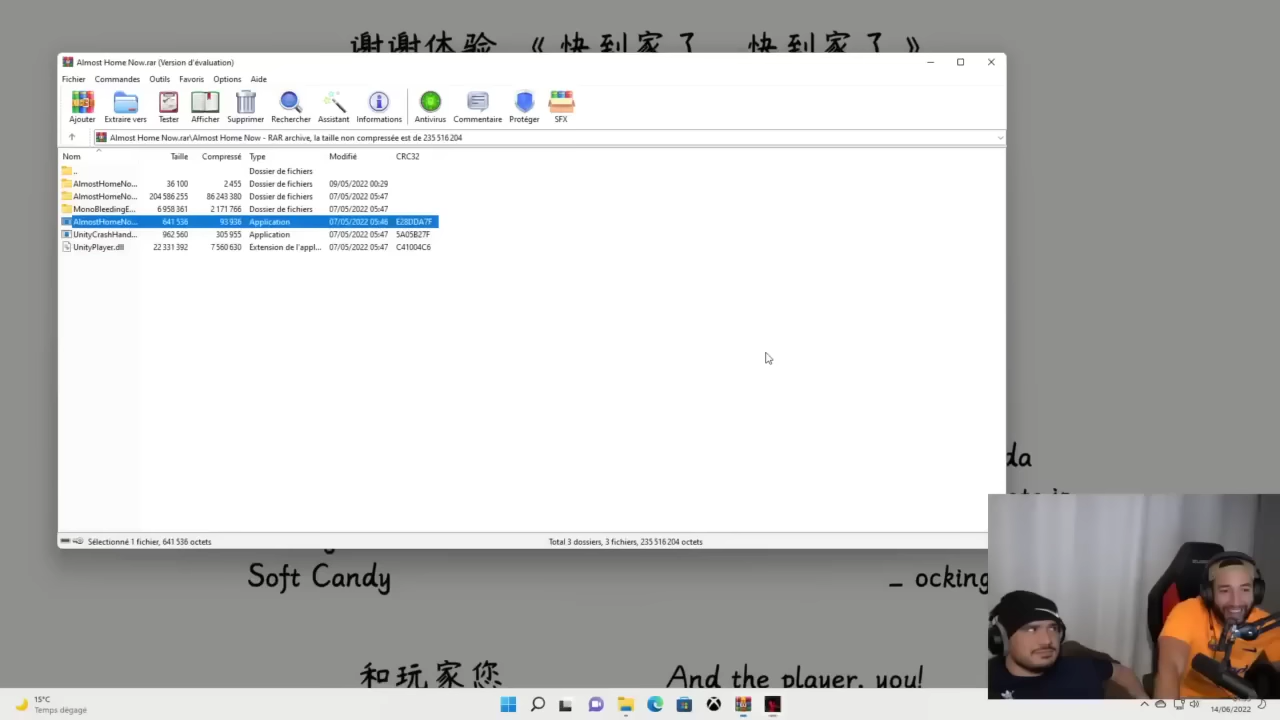 谢谢体验 《快到家了 快到家了》
Almost Home Now.rar (Version d'évaluation)
Fichier Commandes Outils Favoris Options Aide
Ajouter Extraire vers Tester Afficher Supprimer Rechercher Assistant Informations Antivirus Commentaire Protéger SFX
Almost Home Now.rar\Almost Home Now - RAR archive, la taille non compressée est de 235 516 204
Nom Taille Compressé Type Modifié CRC32
.. Dossier de fichiers
AlmostHomeNo... 36 100 2 455 Dossier de fichiers 09/05/2022 00:29
AlmostHomeNo... 204 586 255 86 243 380 Dossier de fichiers 07/05/2022 05:47
MonoBleedingE... 6 958 361 2 171 766 Dossier de fichiers 07/05/2022 05:47
AlmostHomeNo... 641 536 93 936 Application 07/05/2022 05:46 E28DDA7F
UnityCrashHand... 962 560 305 955 Application 07/05/2022 05:47 5A05B27F
UnityPlayer.dll 22 331 392 7 560 630 Extension de l'appl... 07/05/2022 05:47 C41004C6
da
Sélectionné 1 fichier, 641 536 octets Total 3 dossiers, 3 fichiers, 235 516 204 octets
Soft Candy _ ocking
和玩家您 And the player, you!
15°C
Temps dégagé
14/06/2022